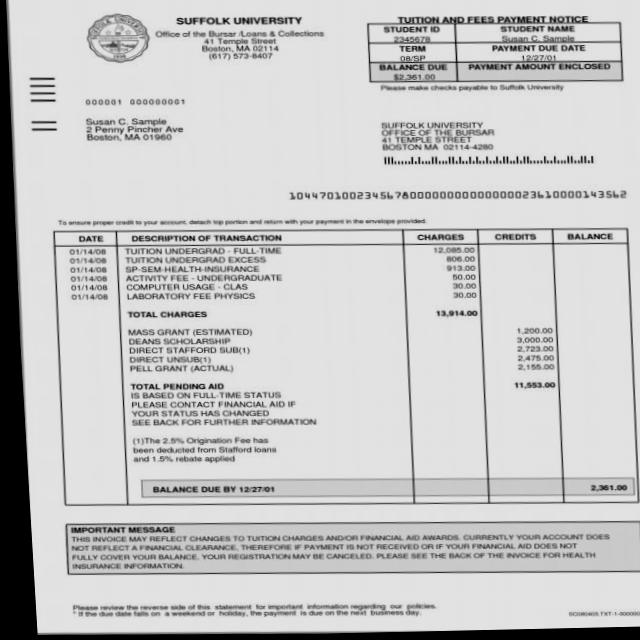 SUFFOLK UNIVERSITY
Office of the Bursar /Loans & Collections
41 Temple Street
Boston, MA 02114
(617) 573-8407
TUITION AND FEES PAYMENT NOTICE
STUDENT ID STUDENT NAME
2345678 Susan C. Sample
TERM PAYMENT DUE DATE
08/SP 12/27/01
BALANCE DUE PAYMENT AMOUNT ENCLOSED
$2,361.00
Please make checks payable to Suffolk University
000001 000000001
Susan C. Sample
2 Penny Pincher Ave
Boston, MA 01960
SUFFOLK UNIVERSITY
OFFICE OF THE BURSAR
41 TEMPLE STREET
BOSTON MA 02114-4280
To ensure proper credit to your account, detach top portion and return with your payment in the envelope provided.
DATE DESCRIPTION OF TRANSACTION CHARGES CREDITS BALANCE
01/14/08 TUITION UNDERGRAD - FULL-TIME 12,085.00
01/14/08 TUITION UNDERGRAD EXCESS 806.00
01/14/08 SP-SEM-HEALTH-INSURANCE 913.00
01/14/08 ACTIVITY FEE - UNDERGRADUATE 50.00
01/14/08 COMPUTER USAGE - CLAS 30.00
01/14/08 LABORATORY FEE PHYSICS 30.00
TOTAL CHARGES 13,914.00
MASS GRANT (ESTIMATED) 1,200.00
DEANS SCHOLARSHIP 3,000.00
DIRECT STAFFORD SUB(1) 2,723.00
DIRECT UNSUB(1) 2,475.00
PELL GRANT (ACTUAL) 2,155.00
TOTAL PENDING AID 11,553.00
IS BASED ON FULL-TIME STATUS
PLEASE CONTACT FINANCIAL AID IF
YOUR STATUS HAS CHANGED
SEE BACK FOR FURTHER INFORMATION
(1)The 2.5% Origination Fee has
been deducted from Stafford loans
and 1.5% rebate applied
BALANCE DUE BY 12/27/01 2,361.00
IMPORTANT MESSAGE
THIS INVOICE MAY REFLECT CHANGES TO TUITION CHARGES AND/OR FINANCIAL AID AWARDS. CURRENTLY YOUR ACCOUNT DOES
NOT REFLECT A FINANCIAL CLEARANCE, THEREFORE IF PAYMENT IS NOT RECEIVED OR IF YOUR FINANCIAL AID DOES NOT
FULLY COVER YOUR BALANCE, YOUR REGISTRATION MAY BE CANCELED. PLEASE SEE THE BACK OF THE INVOICE FOR HEALTH
INSURANCE INFORMATION.
Please review the reverse side of this statement for important information regarding our policies.
* If the due date falls on a weekend or holiday, the payment is due on the next business day.